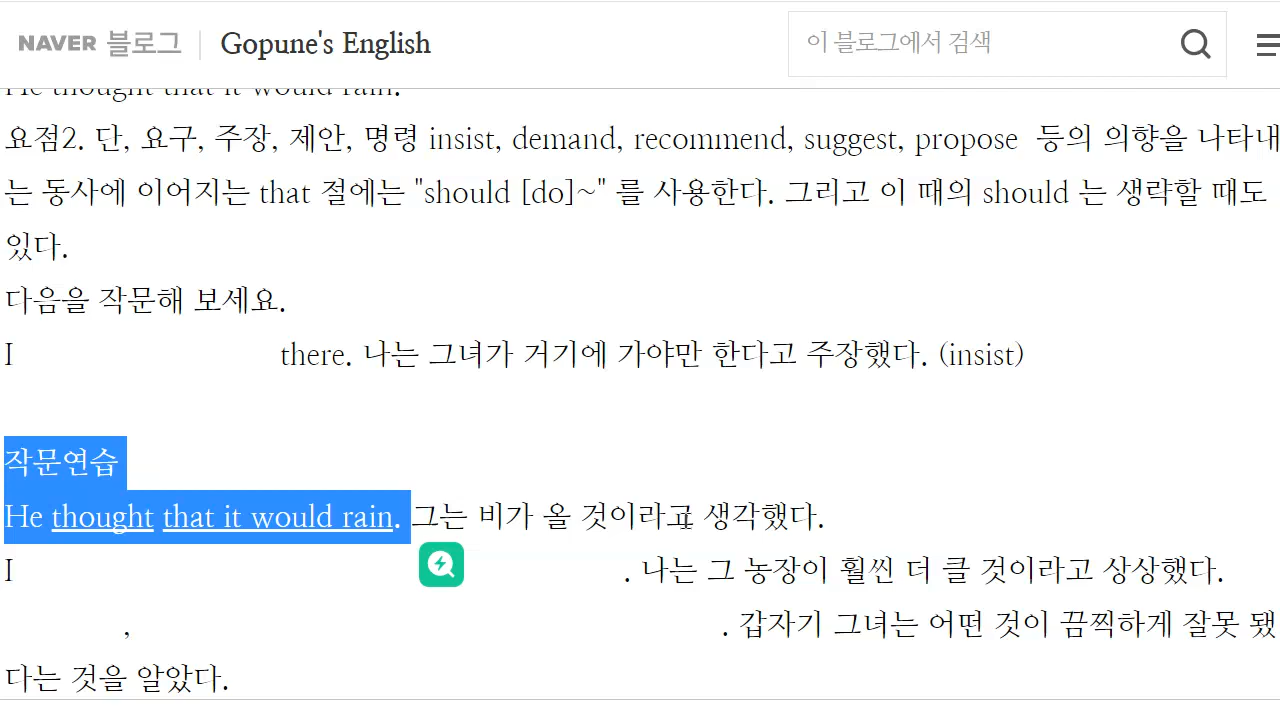 NAVER 블로그 | Gopune's English
이 블로그에서 검색
He thought that it would rain.
요점2. 단, 요구, 주장, 제안, 명령 insist, demand, recommend, suggest, propose 등의 의향을 나타내
는 동사에 이어지는 that 절에는 "should [do]~" 를 사용한다. 그리고 이 때의 should 는 생략할 때도
있다.
다음을 작문해 보세요.
I there. 나는 그녀가 거기에 가야만 한다고 주장했다. (insist)
작문연습
He thought that it would rain. 그는 비가 올 것이라고 생각했다.
I . 나는 그 농장이 훨씬 더 클 것이라고 상상했다.
, . 갑자기 그녀는 어떤 것이 끔찍하게 잘못 됐
다는 것을 알았다.